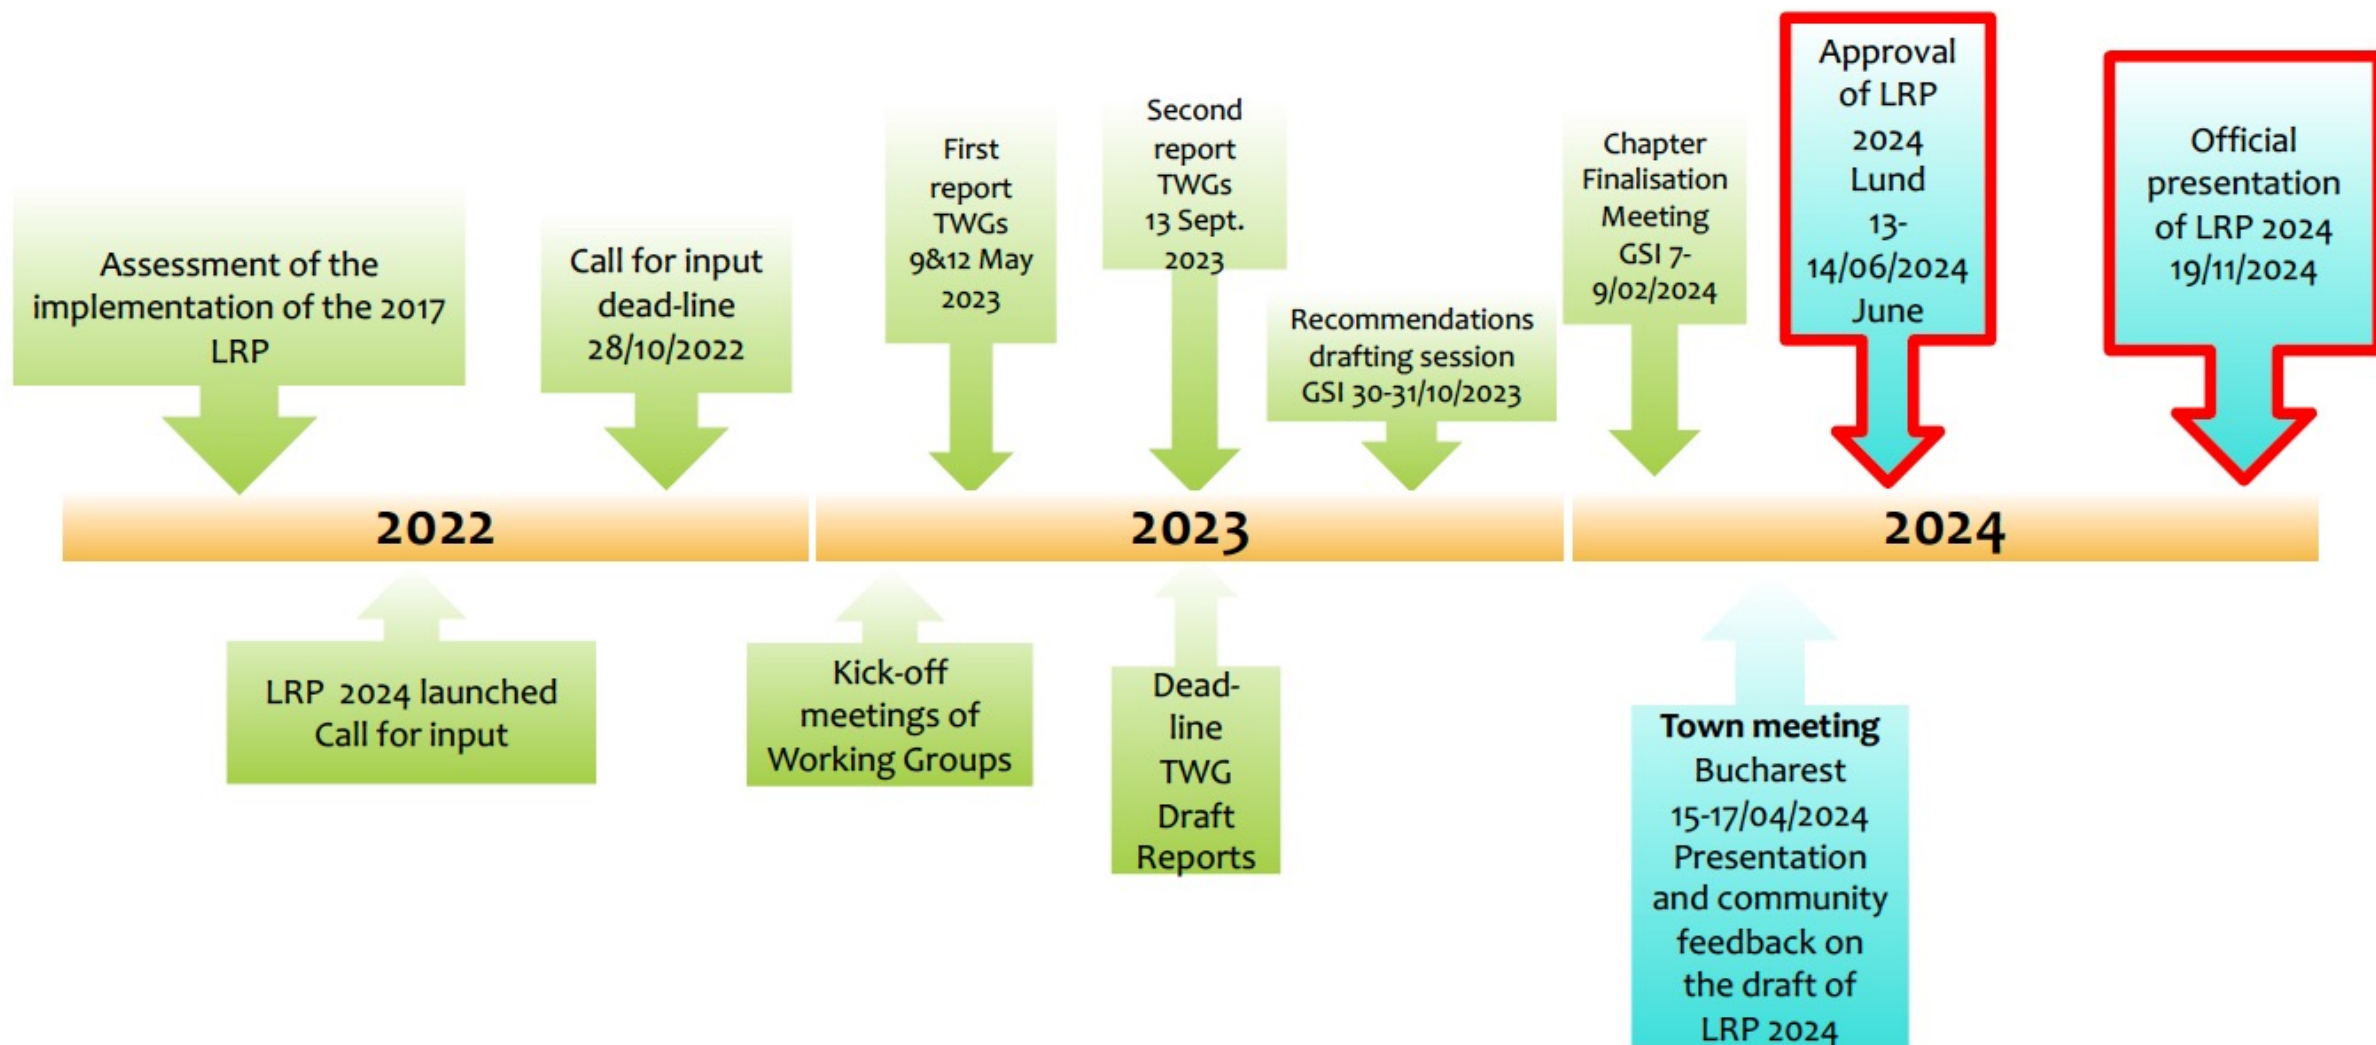 Assessment of the
implementation of the 2017
LRP
Call for input
dead-line
28/10/2022
First
report
TWGs
9&12 May
2023
Second
report
TWGs
13 Sept.
2023
Recommendations
drafting session
GSI 30-31/10/2023
Chapter
Finalisation
Meeting
GSI 7-
9/02/2024
Approval
of LRP
2024
Lund
13-
14/06/2024
June
Official
presentation
of LRP 2024
19/11/2024
2022
2023
2024
LRP 2024 launched
Call for input
Kick-off
meetings of
Working Groups
Dead-
line
TWG
Draft
Reports
Town meeting
Bucharest
15-17/04/2024
Presentation
and community
feedback on
the draft of
LRP 2024